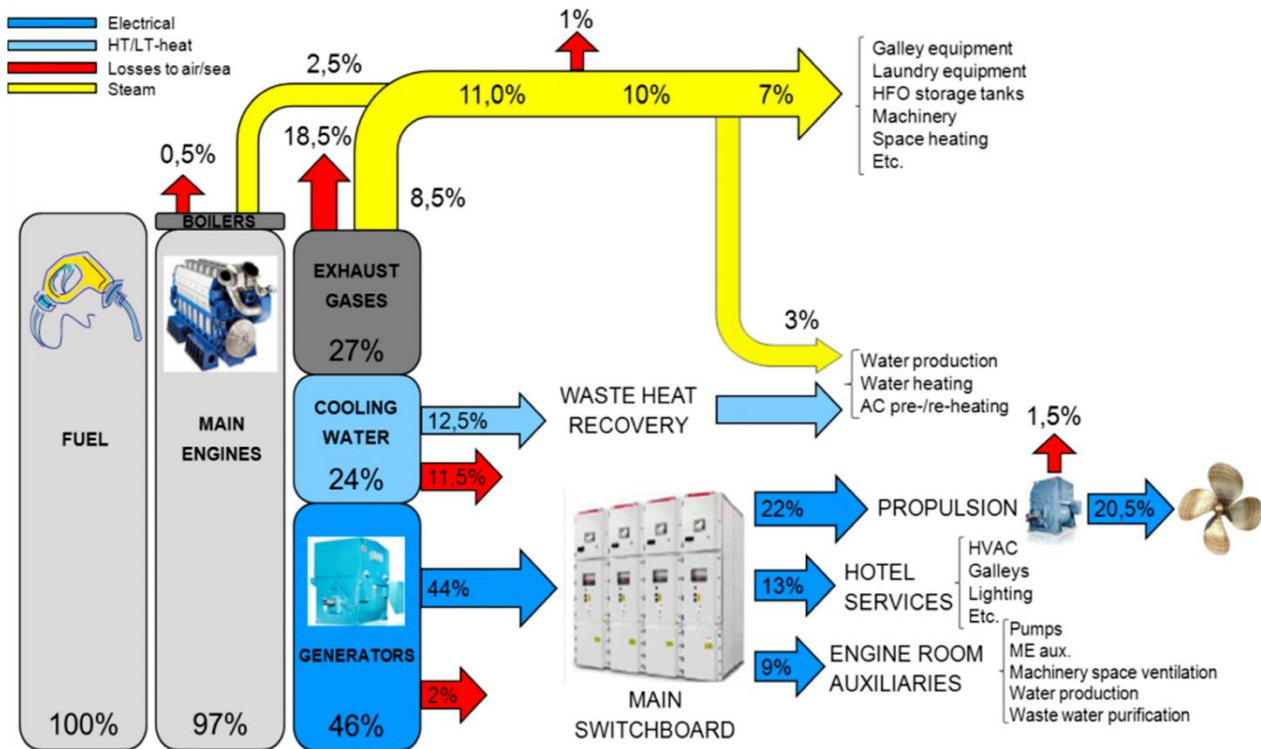 Electrical
HT/LT-heat
Losses to air/sea
Steam
1%
2,5%
11,0%
10%
7%
Galley equipment
Laundry equipment
HFO storage tanks
Machinery
Space heating
Etc.
0,5%
18,5%
8,5%
BOILERS
FUEL
100%
MAIN
ENGINES
97%
EXHAUST
GASES
27%
COOLING
WATER
24%
12,5%
11,5%
WASTE HEAT
RECOVERY
3%
Water production
Water heating
AC pre-/re-heating
GENERATORS
46%
44%
2%
MAIN
SWITCHBOARD
22%
PROPULSION
1,5%
20,5%
13%
HOTEL
SERVICES
HVAC
Galleys
Lighting
Etc.
9%
ENGINE ROOM
AUXILIARIES
Pumps
ME aux.
Machinery space ventilation
Water production
Waste water purification